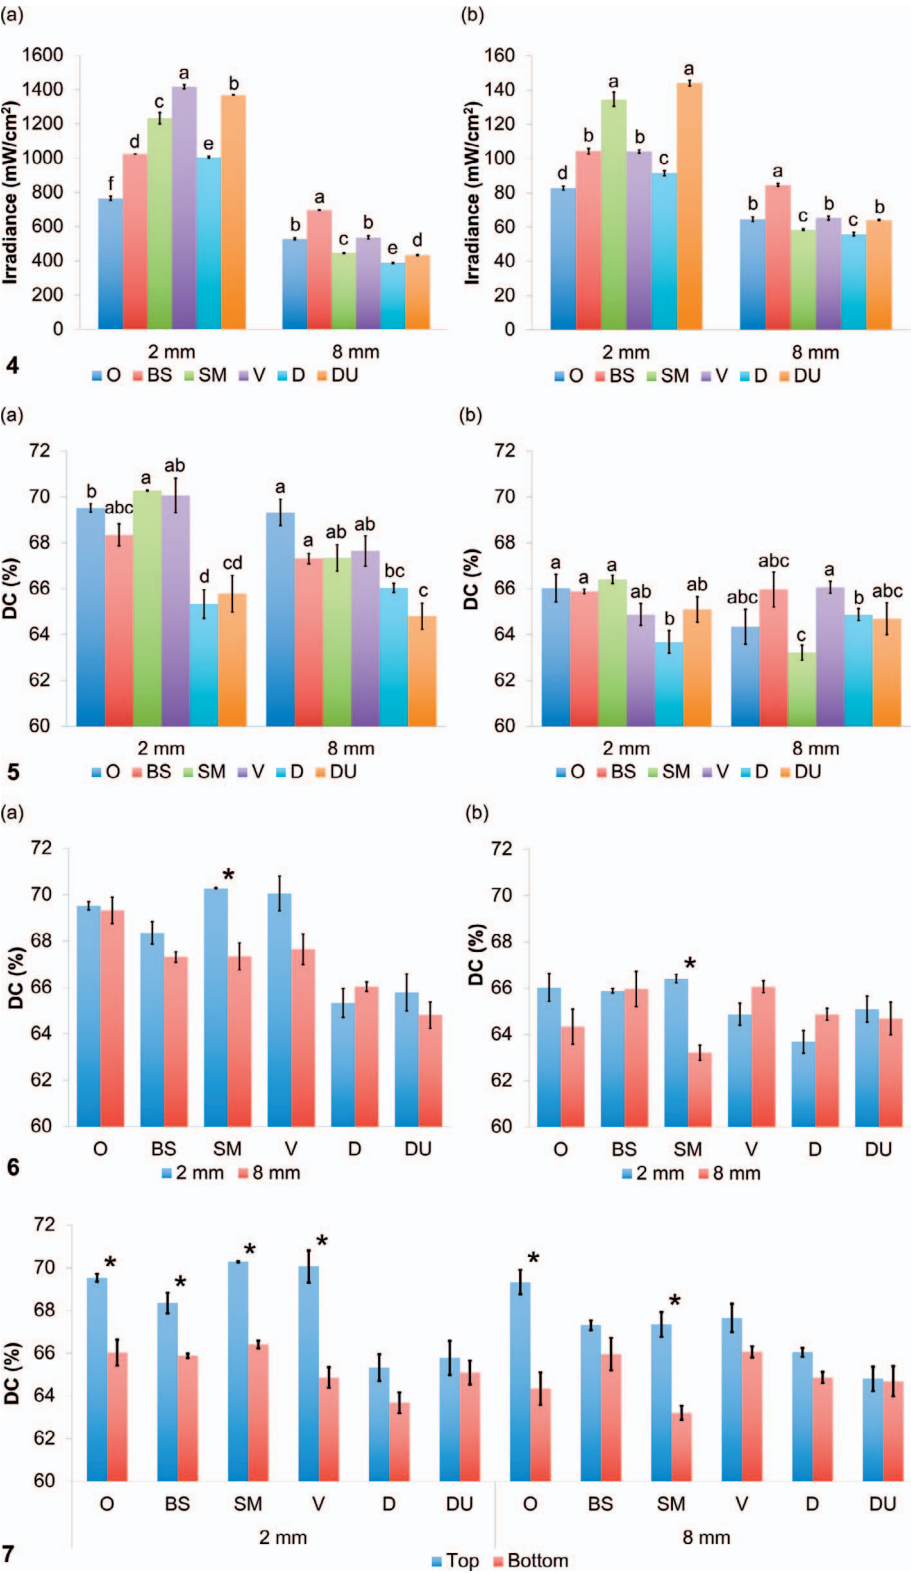 (a)
(b)
Irradiance (mW/cm²)
1600
1400
1200
1000
800
600
400
200
0
f
d
c
a
e
b
b
a
c
b
e
d
2 mm
8 mm
O BS SM V D DU
Irradiance (mW/cm²)
160
140
120
100
80
60
40
20
0
d
b
a
b
c
a
b
a
c
b
c
b
2 mm
8 mm
O BS SM V D DU
4
(a)
(b)
DC (%)
72
70
68
66
64
62
60
b
abc
a
ab
d
cd
a
a
ab
ab
bc
c
2 mm
8 mm
O BS SM V D DU
DC (%)
72
70
68
66
64
62
60
a
a
a
ab
b
ab
abc
abc
c
a
b
abc
2 mm
8 mm
O BS SM V D DU
5
(a)
(b)
DC (%)
72
70
68
66
64
62
60
*
O BS SM V D DU
2 mm 8 mm
DC (%)
72
70
68
66
64
62
60
*
O BS SM V D DU
2 mm 8 mm
6
DC (%)
72
70
68
66
64
62
60
* * * * * *
O BS SM V D DU O BS SM V D DU
2 mm 8 mm
Top Bottom
7